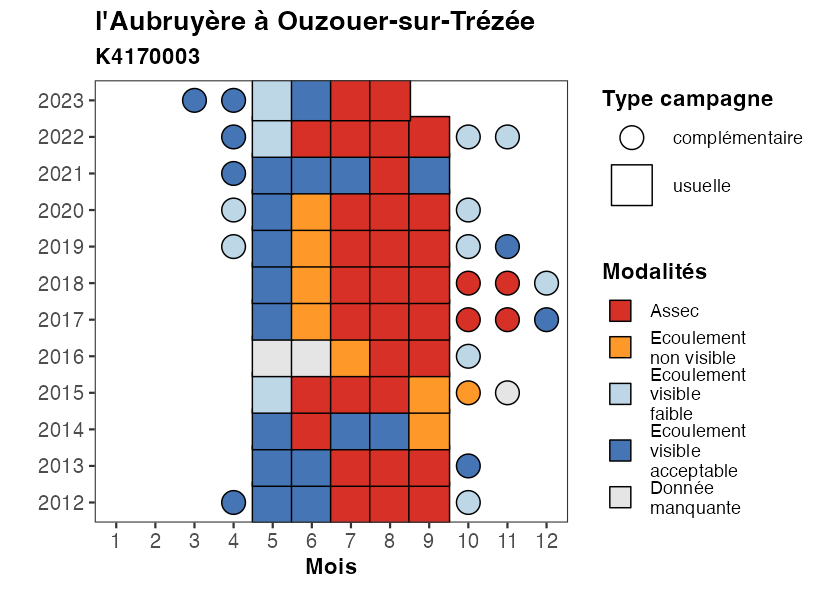 l'Aubruyère à Ouzouer-sur-Trézée
K4170003
2023
2022
2021
2020
2019
2018
2017
2016
2015
2014
2013
2012
1 2 3 4 5 6 7 8 9 10 11 12
Mois
Type campagne
complémentaire
usuelle
Modalités
Assec
Ecoulement
non visible
Ecoulement
visible
faible
Ecoulement
visible
acceptable
Donnée
manquante